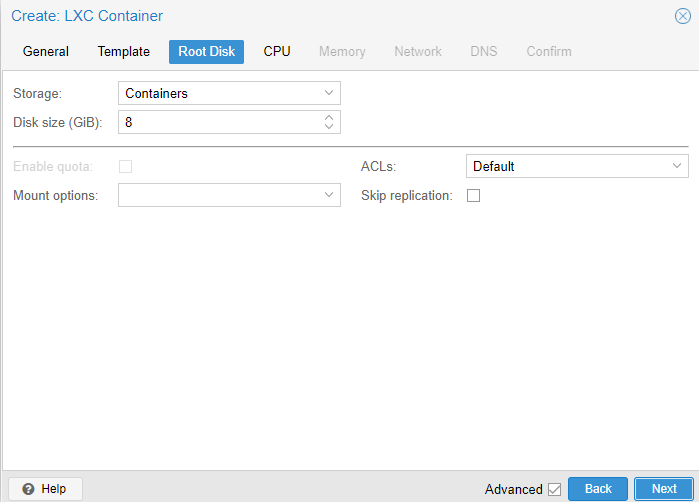 Create: LXC Container
General Template Root Disk CPU Memory Network DNS Confirm
Storage: Containers
Disk size (GiB): 8
Enable quota: ACLs: Default
Mount options: Skip replication:
Help Advanced Back Next